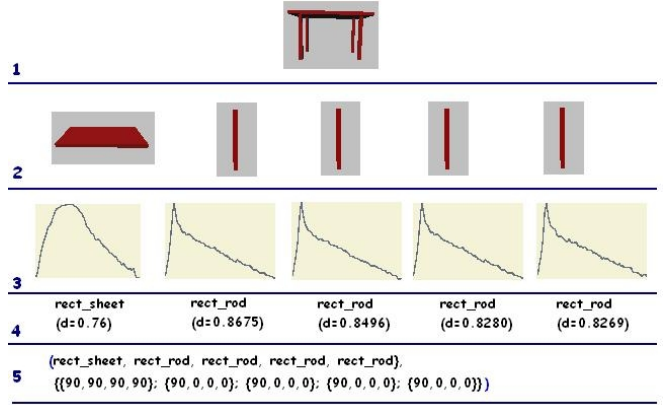 1
2
3
rect_sheet rect_rod rect_rod rect_rod rect_rod
(d=0.76) (d=0.8675) (d=0.8496) (d=0.8280) (d=0.8269)
4
(rect_sheet, rect_rod, rect_rod, rect_rod, rect_rod},
5
{{90,90,90,90}; {90,0,0,0}; {90,0,0,0}; {90,0,0,0}; {90,0,0,0}})